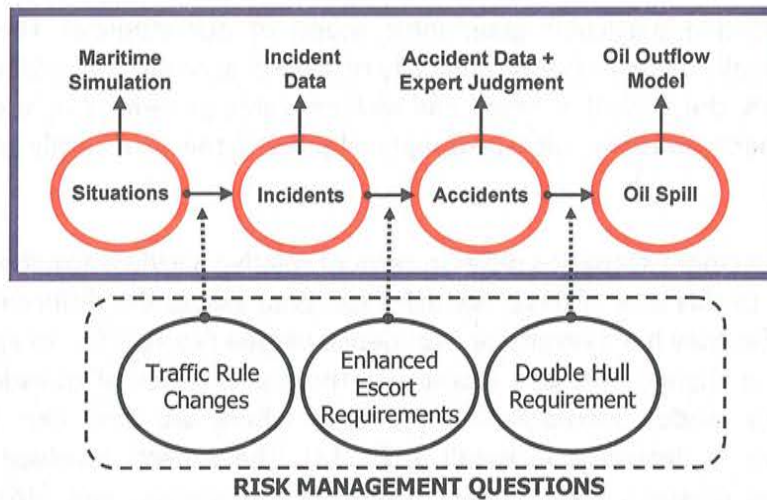 Maritime
Simulation
Incident
Data
Accident Data +
Expert Judgment
Oil Outflow
Model
Situations
Incidents
Accidents
Oil Spill
Traffic Rule
Changes
Enhanced
Escort
Requirements
Double Hull
Requirement
RISK MANAGEMENT QUESTIONS